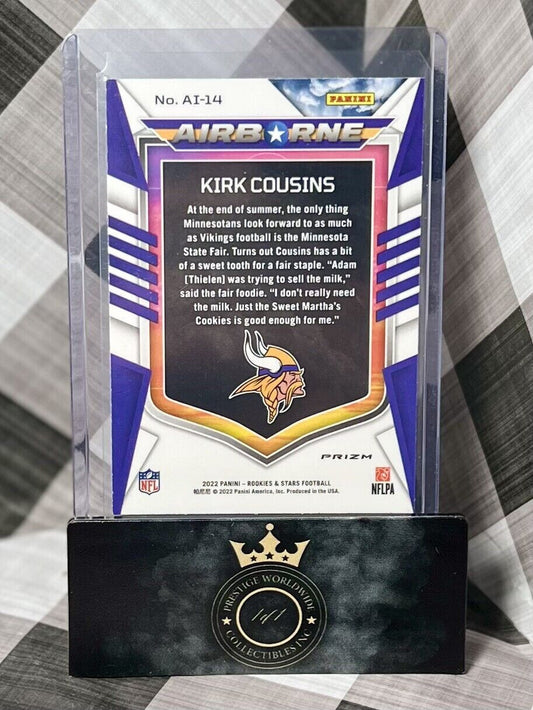 No. AI-14
PANINI
AIRBORNE
KIRK COUSINS
At the end of summer, the only thing
Minnesotans look forward to as much
as Vikings football is the Minnesota
State Fair. Turns out Cousins has a bit
of a sweet tooth for a fair staple. “Adam
[Thielen] was trying to sell the milk,”
said the fair foodie. “I don't really need
the milk. Just the Sweet Martha's
Cookies is good enough for me.”
PRIZM
NFL
2022 PANINI – ROOKIES & STARS FOOTBALL
帕尼尼 © 2022 Panini America, Inc. Produced in the USA.
NFLPA
PRESTIGE WORLDWIDE
1of1
COLLECTIBLES INC